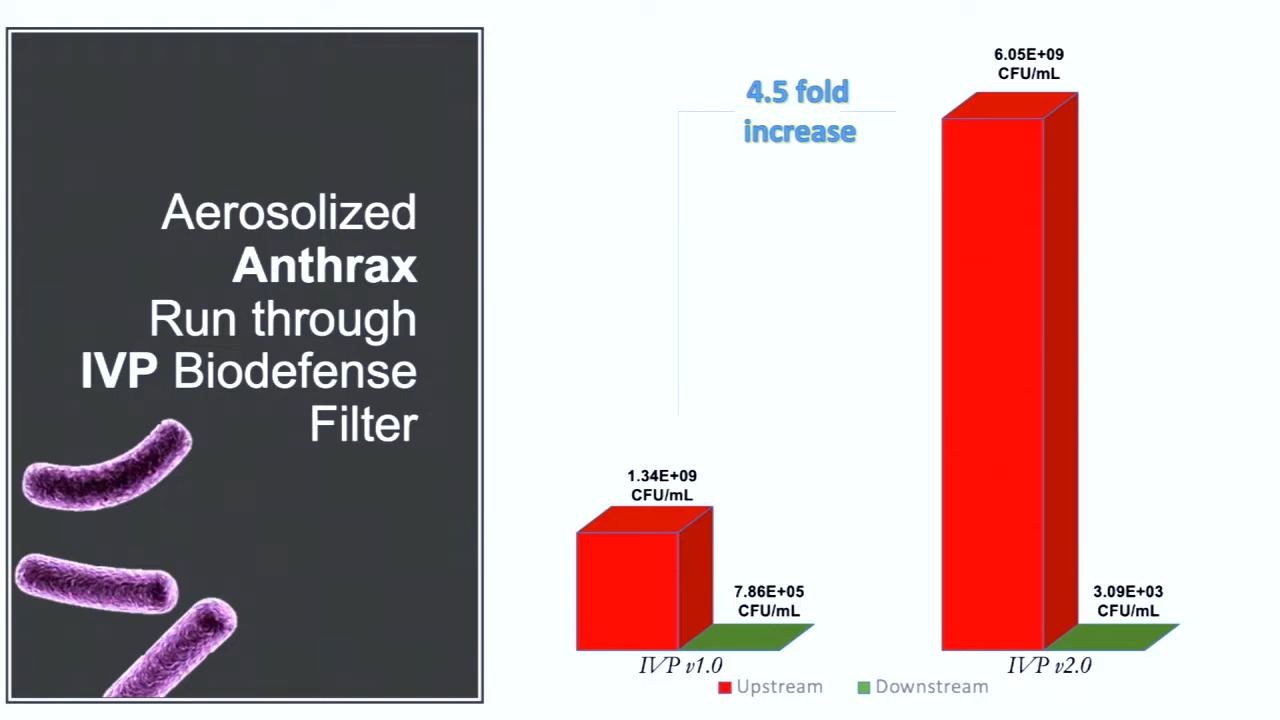 Aerosolized
Anthrax
Run through
IVP Biodefense
Filter
4.5 fold
increase
6.05E+09
CFU/mL
1.34E+09
CFU/mL
7.86E+05
CFU/mL
3.09E+03
CFU/mL
IVP v1.0
IVP v2.0
Upstream
Downstream